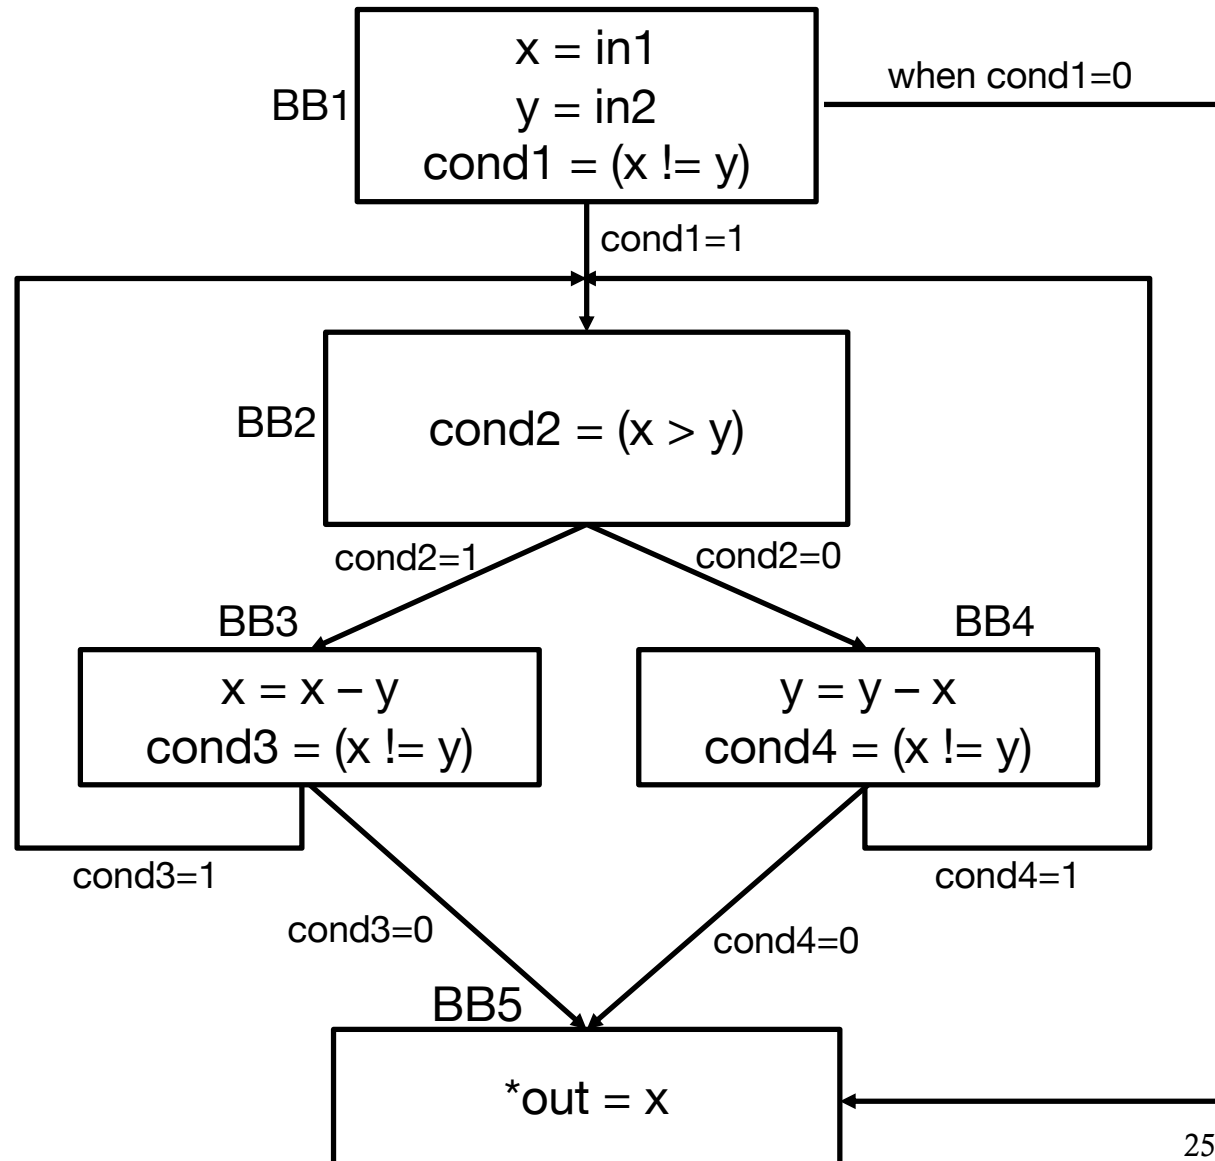 x = in1
y = in2
cond1 = (x != y)
BB1
when cond1=0
cond1=1
BB2
cond2 = (x > y)
cond2=1
cond2=0
BB3
BB4
x = x – y
cond3 = (x != y)
y = y – x
cond4 = (x != y)
cond3=1
cond4=1
cond3=0
cond4=0
BB5
*out = x
25